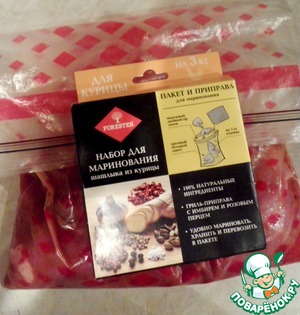 ДЛЯ
КУРИЦЫ
НА 3 КГ
FORESTER
НАБОР ДЛЯ
МАРИНОВАНИЯ
шашлыка из курицы
ПАКЕТ И ПРИПРАВА
для маринования
• 100% НАТУРАЛЬНЫЕ
ИНГРЕДИЕНТЫ
• ГРИЛЬ-ПРИПРАВА
С ИМБИРЕМ И РОЗОВЫМ
ПЕРЦЕМ
• УДОБНО МАРИНОВАТЬ,
ХРАНИТЬ И ПЕРЕВОЗИТЬ
В ПАКЕТЕ
ПОВАРЁНОК.РУ